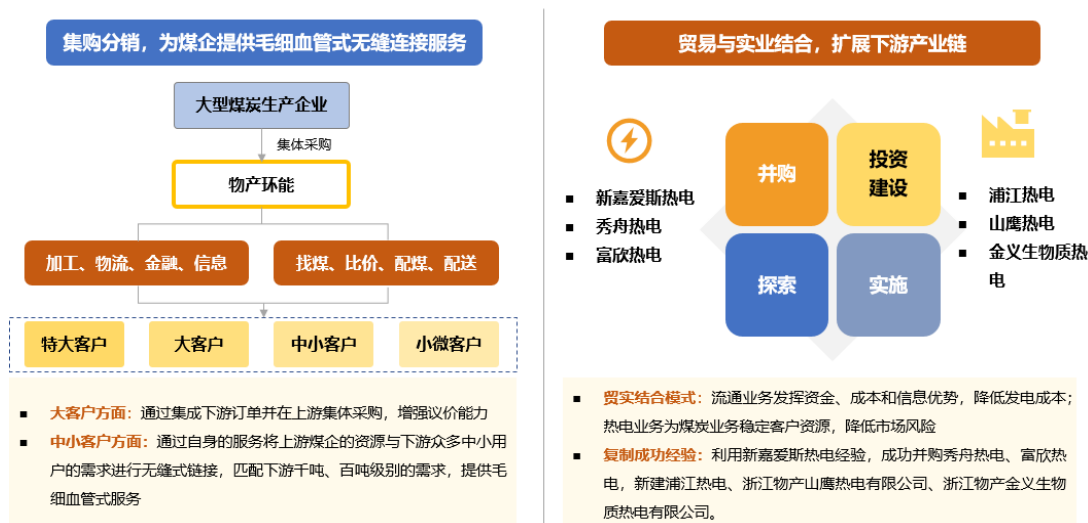 集购分销，为煤企提供毛细血管式无缝连接服务
大型煤炭生产企业
集体采购
物产环能
加工、物流、金融、信息
找煤、比价、配煤、配送
特大客户
大客户
中小客户
小微客户
■ 大客户方面：通过集成下游订单并在上游集体采购，增强议价能力
■ 中小客户方面：通过自身的服务将上游煤企的资源与下游众多中小用
户的需求进行无缝式链接，匹配下游千吨、百吨级别的需求，提供毛
细血管式服务
贸易与实业结合，扩展下游产业链
■ 新嘉爱斯热电
■ 秀舟热电
■ 富欣热电
并购
投资
建设
探索
实施
■ 浦江热电
■ 山鹰热电
■ 金义生物质热
电
■ 贸实结合模式：流通业务发挥资金、成本和信息优势，降低发电成本；
热电业务为煤炭业务稳定客户资源，降低市场风险
■ 复制成功经验：利用新嘉爱斯热电经验，成功并购秀舟热电、富欣热
电，新建浦江热电、浙江物产山鹰热电有限公司、浙江物产金义生物
质热电有限公司。